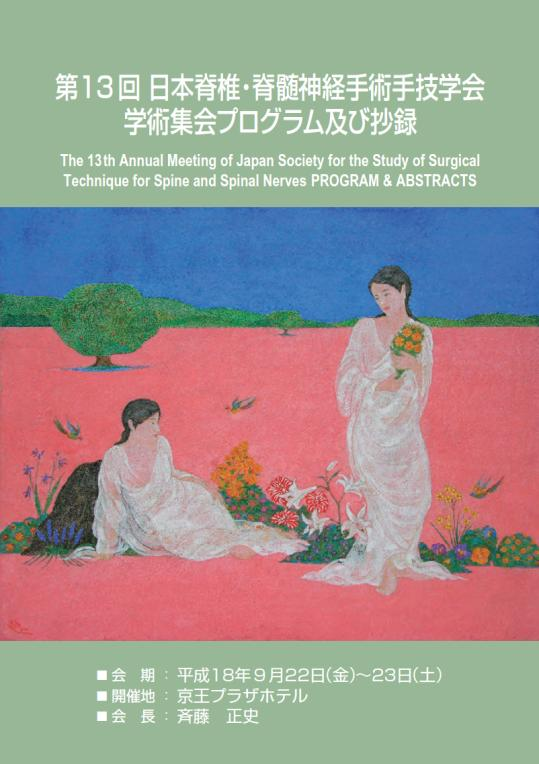 第13回 日本脊椎・脊髄神経手術手技学会
学術集会プログラム及び抄録
The 13th Annual Meeting of Japan Society for the Study of Surgical
Technique for Spine and Spinal Nerves PROGRAM & ABSTRACTS
■ 会　期 ： 平成18年9月22日(金)～23日(土)
■ 開催地 ： 京王プラザホテル
■ 会　長 ： 斉藤　正史